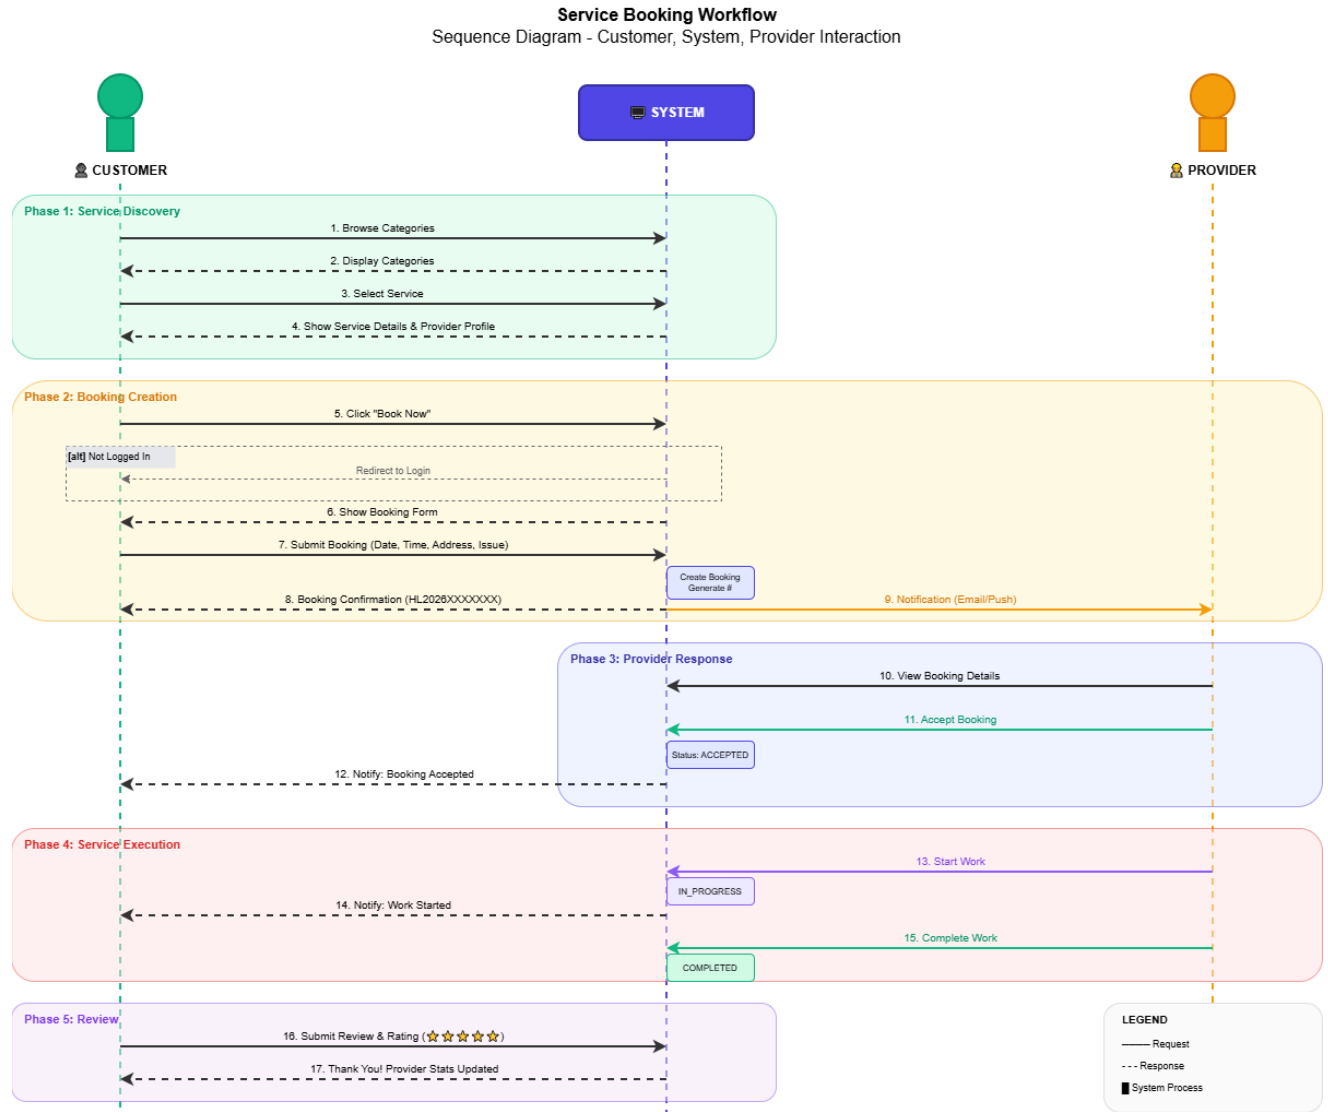 Service Booking Workflow
Sequence Diagram - Customer, System, Provider Interaction
SYSTEM
CUSTOMER
PROVIDER
Phase 1: Service Discovery
1. Browse Categories
2. Display Categories
3. Select Service
4. Show Service Details & Provider Profile
Phase 2: Booking Creation
5. Click "Book Now"
[alt] Not Logged In
Redirect to Login
6. Show Booking Form
7. Submit Booking (Date, Time, Address, Issue)
Create Booking
Generate #
8. Booking Confirmation (HL2026XXXXXXX)
9. Notification (Email/Push)
Phase 3: Provider Response
10. View Booking Details
11. Accept Booking
Status: ACCEPTED
12. Notify: Booking Accepted
Phase 4: Service Execution
13. Start Work
IN_PROGRESS
14. Notify: Work Started
15. Complete Work
COMPLETED
Phase 5: Review
16. Submit Review & Rating (⭐⭐⭐⭐⭐)
17. Thank You! Provider Stats Updated
LEGEND
──── Request
- - - Response
█ System Process